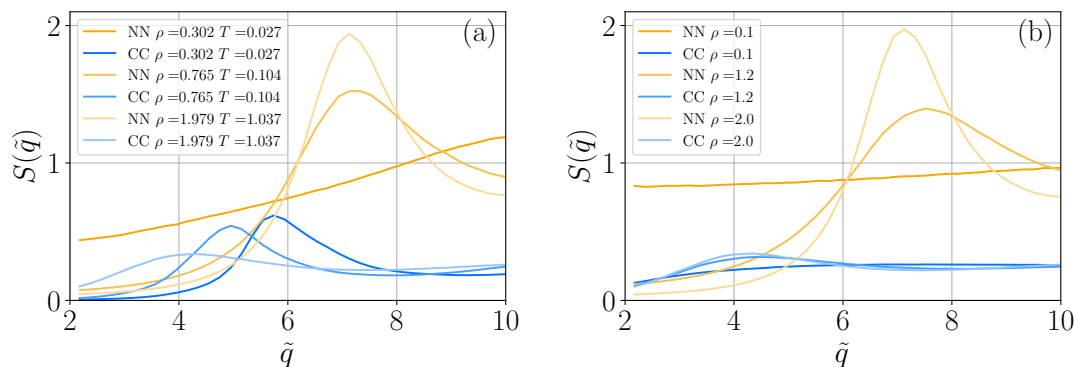 2
1
0
S(q̃)
NN ρ =0.302 T =0.027
CC ρ =0.302 T =0.027
NN ρ =0.765 T =0.104
CC ρ =0.765 T =0.104
NN ρ =1.979 T =1.037
CC ρ =1.979 T =1.037
(a)
2 4 6 8 10
q̃
2
1
0
S(q̃)
NN ρ =0.1
CC ρ =0.1
NN ρ =1.2
CC ρ =1.2
NN ρ =2.0
CC ρ =2.0
(b)
2 4 6 8 10
q̃